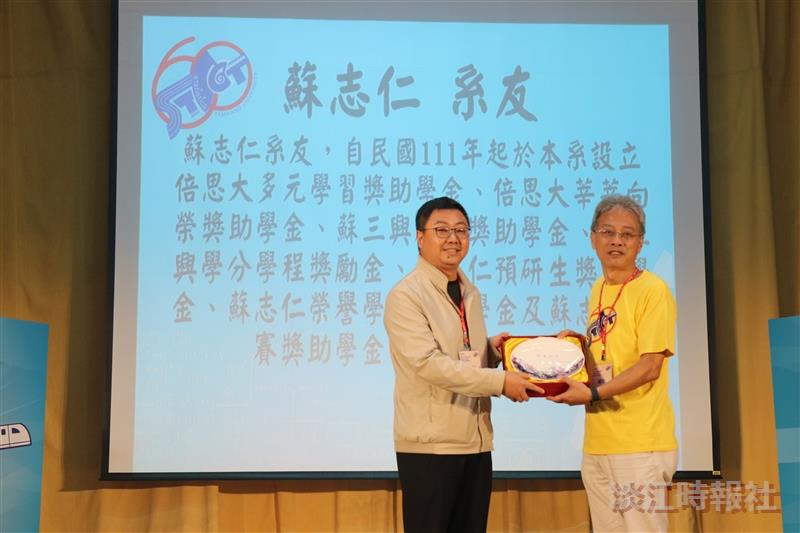 60
蘇志仁 系友
蘇志仁系友，自民國111年起於本系設立
倍思大多元學習獎助學金、倍思大華萃向
榮獎助學金、蘇三興 獎助學金、
興學分學程獎勵金、 仁預研生獎
金、蘇志仁榮譽學 學金及蘇志
賽獎助學金
淡江時報社